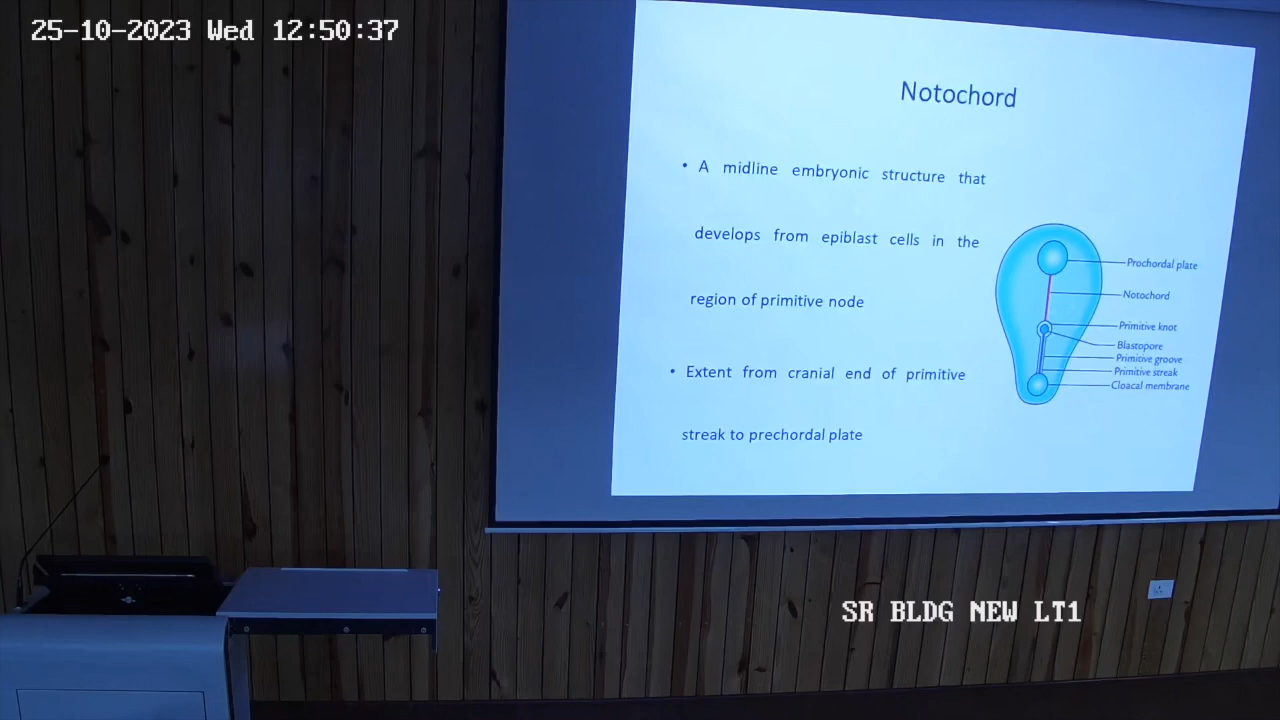 25-10-2023 Wed 12:50:37
Notochord
• A midline embryonic structure that
develops from epiblast cells in the
region of primitive node
• Extent from cranial end of primitive
streak to prechordal plate
Prochordal plate
Notochord
Primitive knot
Blastopore
Primitive groove
Primitive streak
Cloacal membrane
SR BLDG NEW LT1